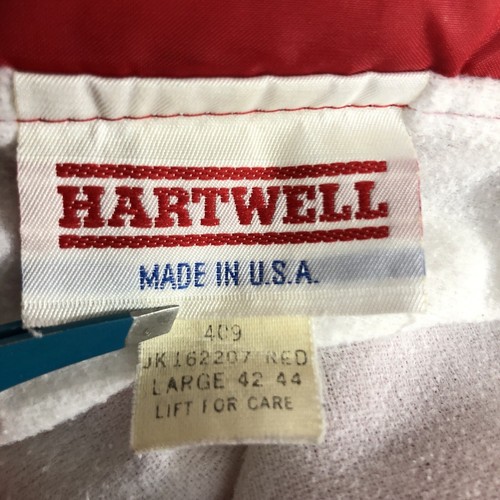 HARTWELL
MADE IN U.S.A.
409
JK162207 RED
LARGE 42 44
LIFT FOR CARE